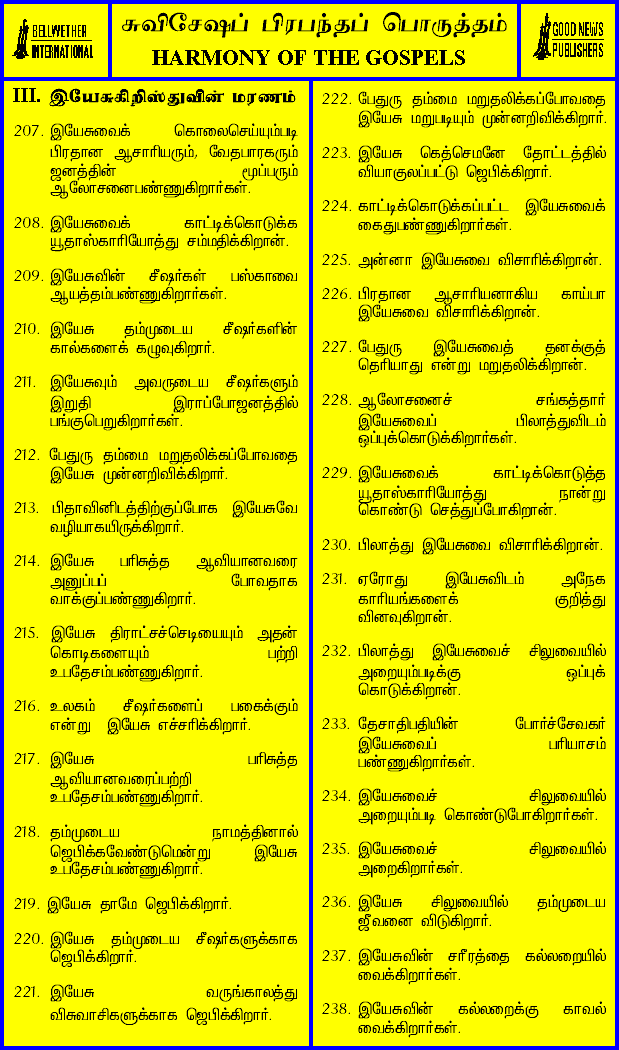 BELLWETHER
INTERNATIONAL
சுவிசேஷப் பிரபந்தப் பொருத்தம்
HARMONY OF THE GOSPELS
GOOD NEWS
PUBLISHERS
III. இயேசுகிறிஸ்துவின் மரணம்
207. இயேசுவைக் கொலைசெய்யும்படி
பிரதான ஆசாரியரும், வேதபாரகரும்
ஜனத்தின் மூப்பரும்
ஆலோசனைபண்ணுகிறார்கள்.
208. இயேசுவைக் காட்டிக்கொடுக்க
யூதாஸ்காரியோத்து சம்மதிக்கிறான்.
209. இயேசுவின் சீஷர்கள் பஸ்காவை
ஆயத்தம்பண்ணுகிறார்கள்.
210. இயேசு தம்முடைய சீஷர்களின்
கால்களைக் கழுவுகிறார்.
211. இயேசுவும் அவருடைய சீஷர்களும்
இறுதி இராப்போஜனத்தில்
பங்குபெறுகிறார்கள்.
212. பேதுரு தம்மை மறுதலிக்கப்போவதை
இயேசு முன்னறிவிக்கிறார்.
213. பிதாவினிடத்திற்குப்போக இயேசுவே
வழியாகயிருக்கிறார்.
214. இயேசு பரிசுத்த ஆவியானவரை
அனுப்பப் போவதாக
வாக்குப்பண்ணுகிறார்.
215. இயேசு திராட்சச்செடியையும் அதன்
கொடிகளையும் பற்றி
உபதேசம்பண்ணுகிறார்.
216. உலகம் சீஷர்களைப் பகைக்கும்
என்று இயேசு எச்சரிக்கிறார்.
217. இயேசு பரிசுத்த
ஆவியானவரைப்பற்றி
உபதேசம்பண்ணுகிறார்.
218. தம்முடைய நாமத்தினால்
ஜெபிக்கவேண்டுமென்று இயேசு
உபதேசம்பண்ணுகிறார்.
219. இயேசு தாமே ஜெபிக்கிறார்.
220. இயேசு தம்முடைய சீஷர்களுக்காக
ஜெபிக்கிறார்.
221. இயேசு வருங்காலத்து
விசுவாசிகளுக்காக ஜெபிக்கிறார்.
222. பேதுரு தம்மை மறுதலிக்கப்போவதை
இயேசு மறுபடியும் முன்னறிவிக்கிறார்.
223. இயேசு கெத்செமனே தோட்டத்தில்
வியாகுலப்பட்டு ஜெபிக்கிறார்.
224. காட்டிக்கொடுக்கப்பட்ட இயேசுவைக்
கைதுபண்ணுகிறார்கள்.
225. அன்னா இயேசுவை விசாரிக்கிறான்.
226. பிரதான ஆசாரியனாகிய காய்பா
இயேசுவை விசாரிக்கிறான்.
227. பேதுரு இயேசுவைத் தனக்குத்
தெரியாது என்று மறுதலிக்கிறான்.
228. ஆலோசனைச் சங்கத்தார்
இயேசுவைப் பிலாத்துவிடம்
ஒப்புக்கொடுக்கிறார்கள்.
229. இயேசுவைக் காட்டிக்கொடுத்த
யூதாஸ்காரியோத்து நான்று
கொண்டு செத்துப்போகிறான்.
230. பிலாத்து இயேசுவை விசாரிக்கிறான்.
231. ஏரோது இயேசுவிடம் அநேக
காரியங்களைக் குறித்து
வினவுகிறான்.
232. பிலாத்து இயேசுவைச் சிலுவையில்
அறையும்படிக்கு ஒப்புக்
கொடுக்கிறான்.
233. தேசாதிபதியின் போர்ச்சேவகர்
இயேசுவைப் பரியாசம்
பண்ணுகிறார்கள்.
234. இயேசுவைச் சிலுவையில்
அறையும்படி கொண்டுபோகிறார்கள்.
235. இயேசுவைச் சிலுவையில்
அறைகிறார்கள்.
236. இயேசு சிலுவையில் தம்முடைய
ஜீவனை விடுகிறார்.
237. இயேசுவின் சரீரத்தை கல்லறையில்
வைக்கிறார்கள்.
238. இயேசுவின் கல்லறைக்கு காவல்
வைக்கிறார்கள்.